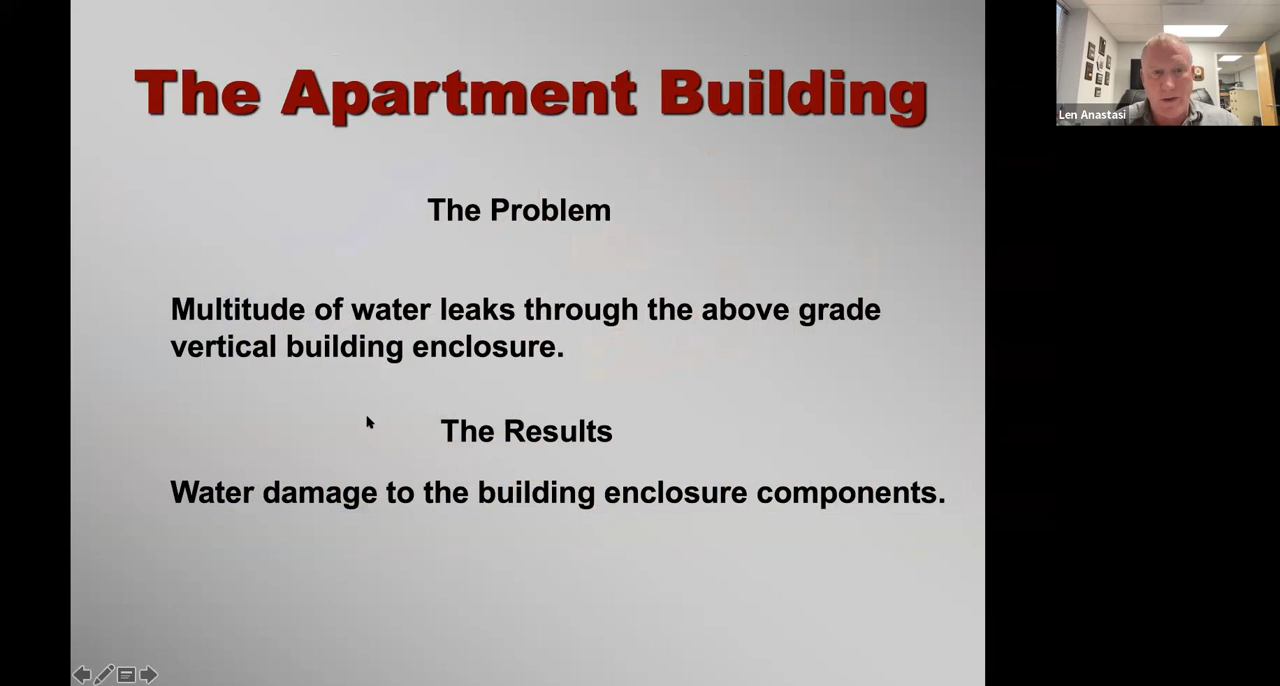 The Apartment Building
The Problem
Multitude of water leaks through the above grade
vertical building enclosure.
The Results
Water damage to the building enclosure components.
Len Anastasi